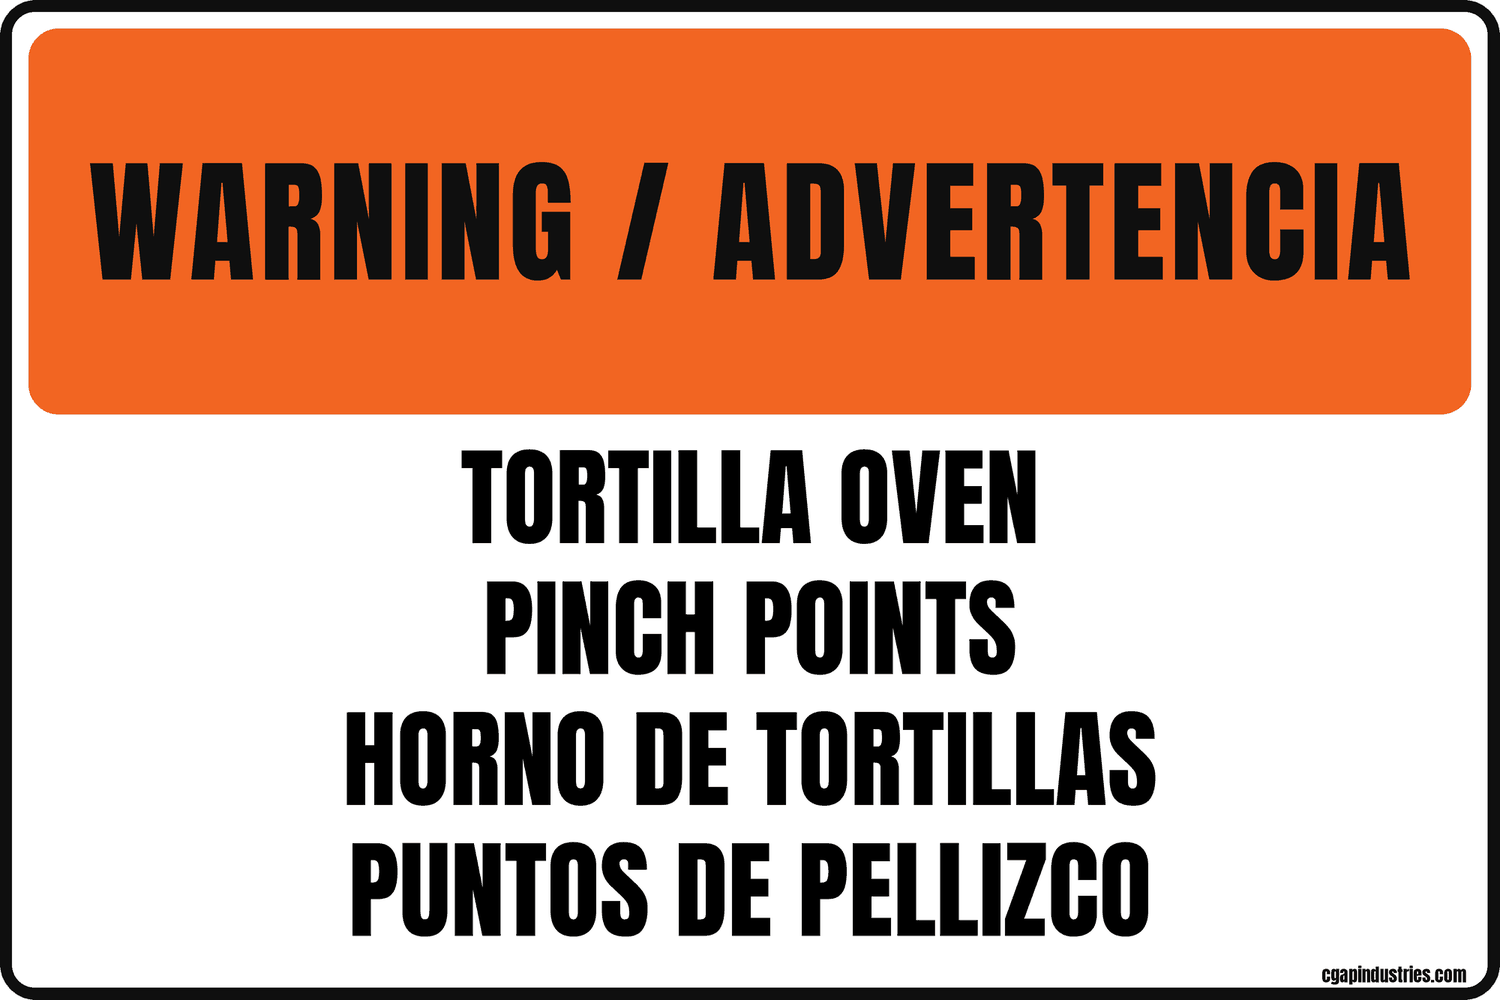 WARNING / ADVERTENCIA
TORTILLA OVEN
PINCH POINTS
HORNO DE TORTILLAS
PUNTOS DE PELLIZCO
cgapindustries.com